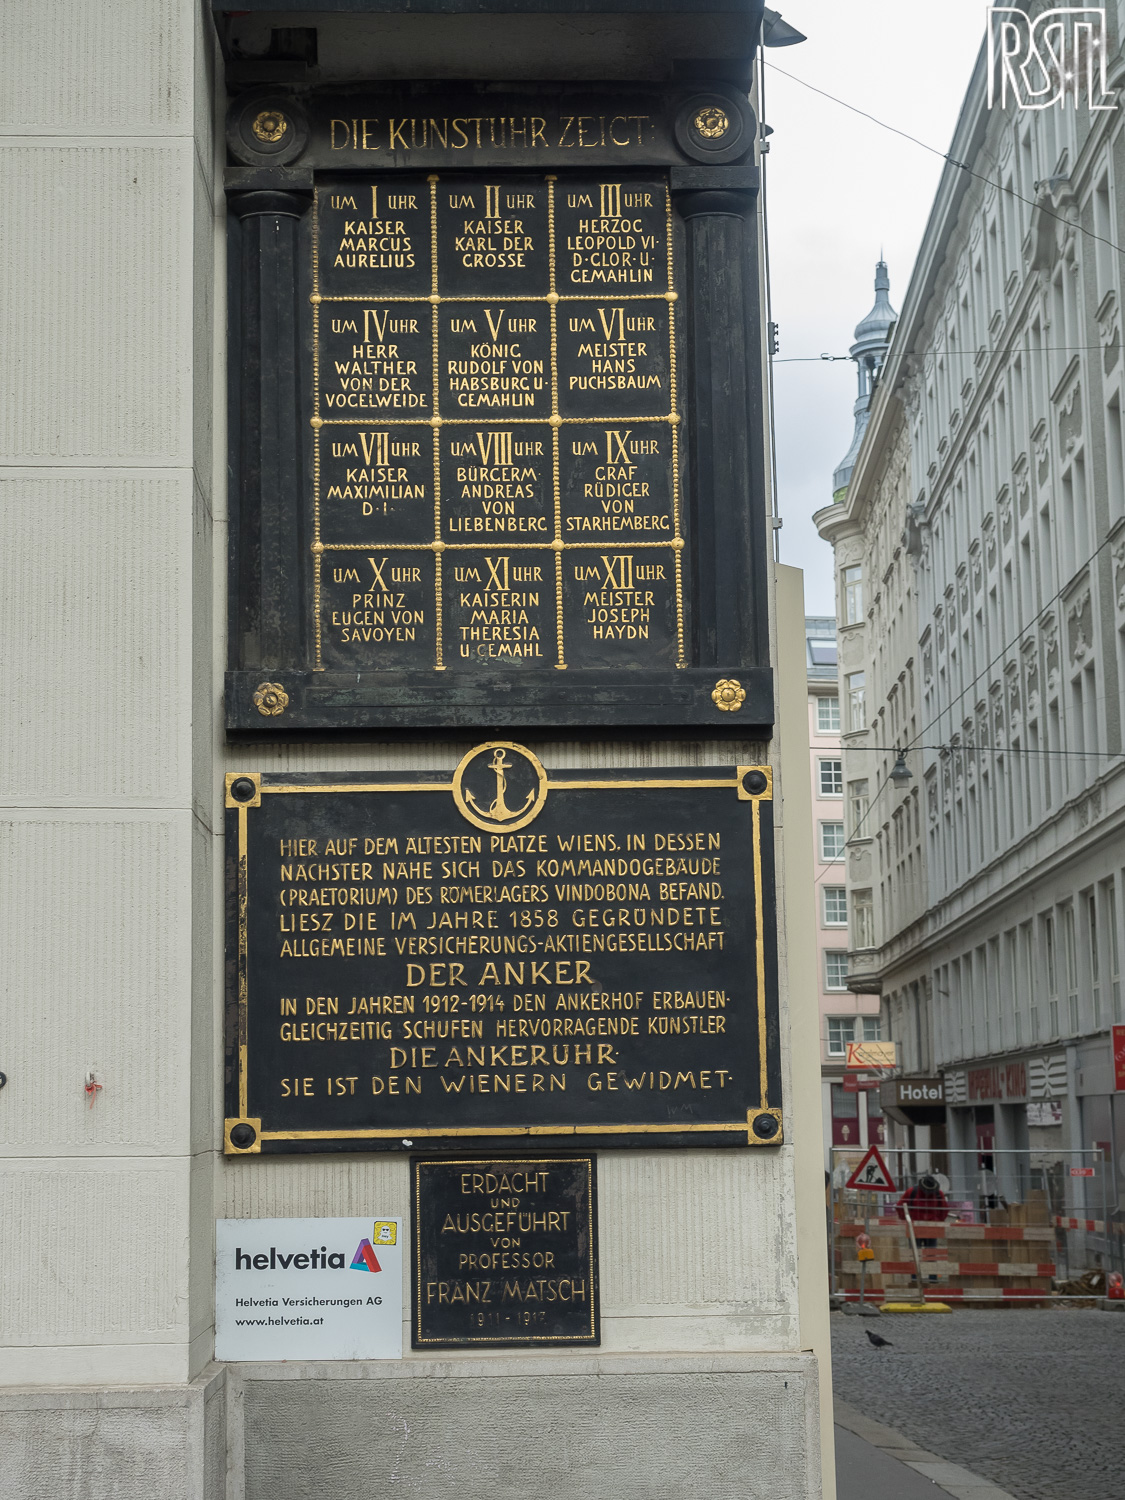 RSTL
DIE KUNSTUHR ZEIGT:
UM I UHR
KAISER
MARCUS
AURELIUS
UM II UHR
KAISER
KARL DER
GROSSE
UM III UHR
HERZOG
LEOPOLD VI·
D·GLOR·U·
GEMAHLIN
UM IV UHR
HERR
WALTHER
VON DER
VOGELWEIDE
UM V UHR
KÖNIG
RUDOLF VON
HABSBURG U·
GEMAHLIN
UM VI UHR
MEISTER
HANS
PUCHSBAUM
UM VII UHR
KAISER
MAXIMILIAN
D·I·
UM VIII UHR
BÜRGERM·
ANDREAS
VON
LIEBENBERG
UM IX UHR
GRAF
RÜDIGER
VON
STARHEMBERG
UM X UHR
PRINZ
EUGEN VON
SAVOYEN
UM XI UHR
KAISERIN
MARIA
THERESIA
U·GEMAHL
UM XII UHR
MEISTER
JOSEPH
HAYDN
HIER AUF DEM ÄLTESTEN PLATZE WIENS, IN DESSEN
NÄCHSTER NÄHE SICH DAS KOMMANDOGEBÄUDE
(PRAETORIUM) DES RÖMERLAGERS VINDOBONA BEFAND,
LIESZ DIE IM JAHRE 1858 GEGRÜNDETE
ALLGEMEINE VERSICHERUNGS-AKTIENGESELLSCHAFT
DER ANKER
IN DEN JAHREN 1912-1914 DEN ANKERHOF ERBAUEN·
GLEICHZEITIG SCHUFEN HERVORRAGENDE KÜNSTLER
DIE ANKERUHR·
SIE IST DEN WIENERN GEWIDMET·
ERDACHT
UND
AUSGEFÜHRT
VON
PROFESSOR
FRANZ MATSCH
1911 - 1917
helvetia
Helvetia Versicherungen AG
www.helvetia.at
Hotel